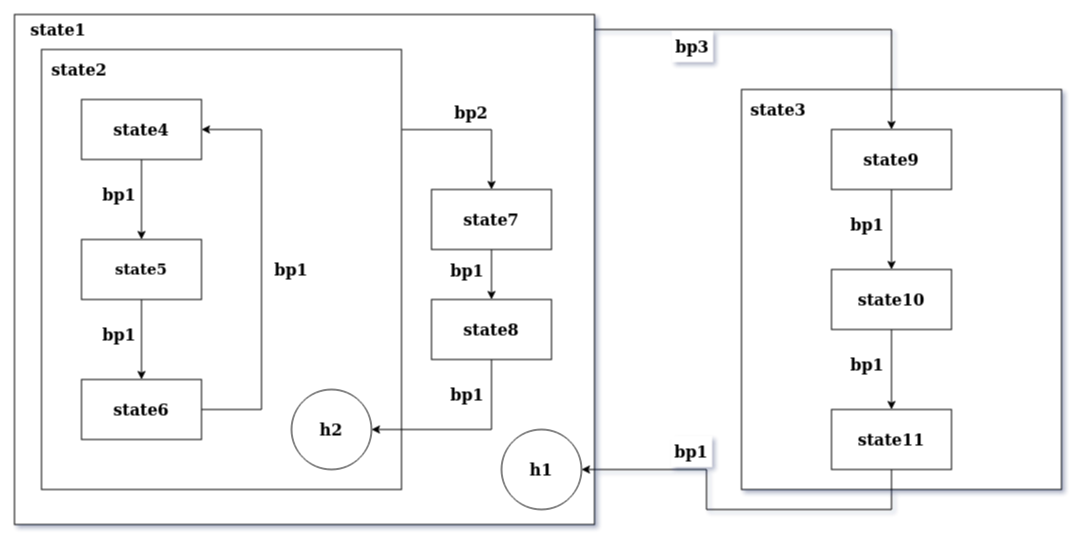 state1
state2
state4
bp1
state5
bp1
state6
bp1
h2
bp2
state7
bp1
state8
bp1
h1
bp3
state3
state9
bp1
state10
bp1
state11
bp1